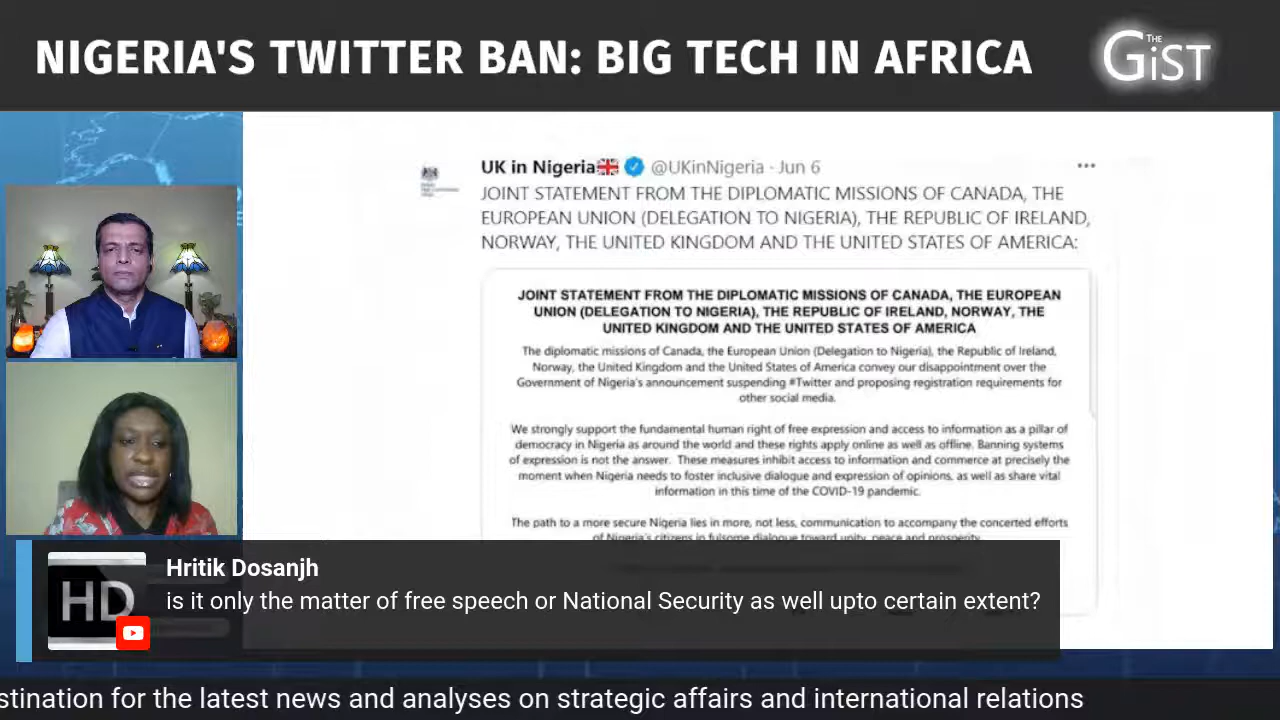 NIGERIA'S TWITTER BAN: BIG TECH IN AFRICA
THE GiST
UK in Nigeria @UKinNigeria · Jun 6
JOINT STATEMENT FROM THE DIPLOMATIC MISSIONS OF CANADA, THE
EUROPEAN UNION (DELEGATION TO NIGERIA), THE REPUBLIC OF IRELAND,
NORWAY, THE UNITED KINGDOM AND THE UNITED STATES OF AMERICA:
JOINT STATEMENT FROM THE DIPLOMATIC MISSIONS OF CANADA, THE EUROPEAN
UNION (DELEGATION TO NIGERIA), THE REPUBLIC OF IRELAND, NORWAY, THE
UNITED KINGDOM AND THE UNITED STATES OF AMERICA
The diplomatic missions of Canada, the European Union (Delegation to Nigeria), the Republic of Ireland,
Norway, the United Kingdom and the United States of America convey our disappointment over the
Government of Nigeria's announcement suspending #Twitter and proposing registration requirements for
other social media.
We strongly support the fundamental human right of free expression and access to information as a pillar of
democracy in Nigeria as around the world and these rights apply online as well as offline. Banning systems
of expression is not the answer. These measures inhibit access to information and commerce at precisely the
moment when Nigeria needs to foster inclusive dialogue and expression of opinions, as well as share vital
information in this time of the COVID-19 pandemic.
The path to a more secure Nigeria lies in more, not less, communication to accompany the concerted efforts
of Nigeria's citizens in fulsome dialogue toward unity, peace and prosperity.
HD
Hritik Dosanjh
is it only the matter of free speech or National Security as well upto certain extent?
stination for the latest news and analyses on strategic affairs and international relations